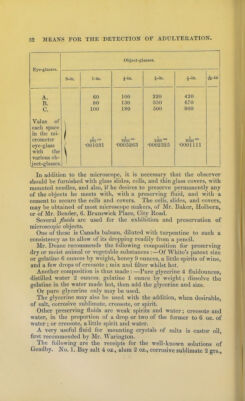 32 MEANS FOR THE DETECTION OF ADULTERATION.
Eye-glasses.
Object-glasses.
2-in. 1-in. ½-in. ¼-in. &c. &c.
A. 60 100 220 420
B. 80 130 350 670
C. 100 180 500 900
Value of
each space
in the mi-
crometer
eye-glass
with the
various ob-
ject-glasses.
·001031 ·0005263 ·0002325 ·0001111
In addition to the microscope, it is necessary that the observer
should be furnished with glass slides, cells, and thin glass covers, with
mounted needles, and also, if he desires to preserve permanently any
of the objects he meets with, with a preserving fluid, and with a
cement to secure the cells and covers. The cells, slides, and covers,
may be obtained of most microscope makers, of Mr. Baker, Holborn,
or of Mr. Bender, 6. Brunswick Place, City Road.
Several fluids are used for the exhibition and preservation of
microscopic objects.
One of these is Canada balsam, diluted with turpentine to such a
consistency as to allow of its dropping readily from a pencil.
Mr. Deane recommends the following composition for preserving
dry or moist animal or vegetable substances:—Of White's patent size
or gelatine 6 ounces by weight, honey 9 ounces, a little spirits of wine,
and a few drops of creosote; mix and filter whilst hot.
Another composition is thus made:—Pure glycerine 4 fluidounces,
distilled water 2 ounces gelatine 1 ounce by weight; dissolve the
gelatine in the water made hot, then add the glycerine and size.
Or pure glycerine only may be used.
The glycerine may also be used with the addition, when desirable,
of salt, corrosive sublimate, creosote, or spirit.
Other preserving fluids are weak spirits and water; creosote and
water, in the proportion of a drop or two of the former to 6 oz. of
water; or creosote, a little spirit and water.
A very useful fluid for mounting crystals of salts is castor oil,
first recommended by Mr. Warington.
The following are the receipts for the well-known solutions of
Goadby. No. 1. Bay salt 4 oz., alum 2 oz., corrosive sublimate 2 grs.,